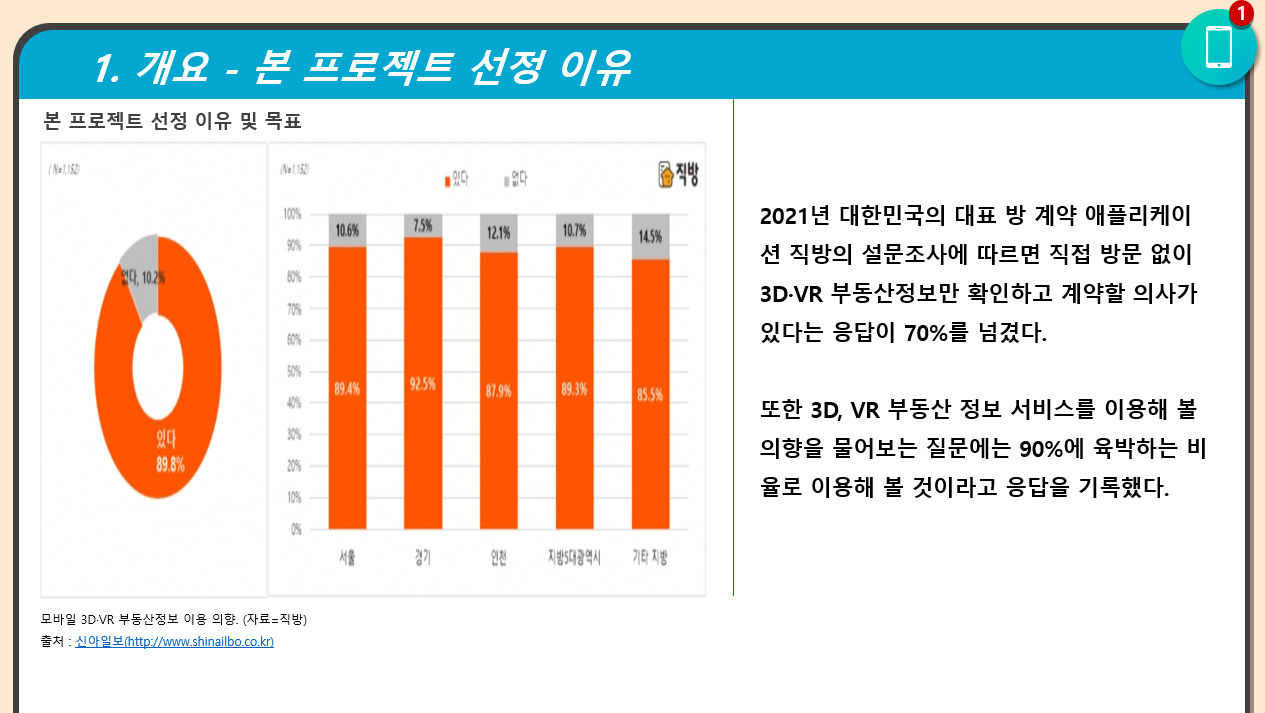 1
1. 개요 - 본 프로젝트 선정 이유
본 프로젝트 선정 이유 및 목표
( N=1,152)
없다, 10.2%
있다
89.8%
(N=1,152)
있다 없다
직방
100%
90%
80%
70%
60%
50%
40%
30%
20%
10%
0%
10.6% 7.5% 12.1% 10.7% 14.5%
89.4% 92.5% 87.9% 89.3% 85.5%
서울 경기 인천 지방5대광역시 기타 지방
모바일 3D·VR 부동산정보 이용 의향. (자료=직방)
출처 : 신아일보(http://www.shinailbo.co.kr)
2021년 대한민국의 대표 방 계약 애플리케이
션 직방의 설문조사에 따르면 직접 방문 없이
3D·VR 부동산정보만 확인하고 계약할 의사가
있다는 응답이 70%를 넘겼다.
또한 3D, VR 부동산 정보 서비스를 이용해 볼
의향을 물어보는 질문에는 90%에 육박하는 비
율로 이용해 볼 것이라고 응답을 기록했다.